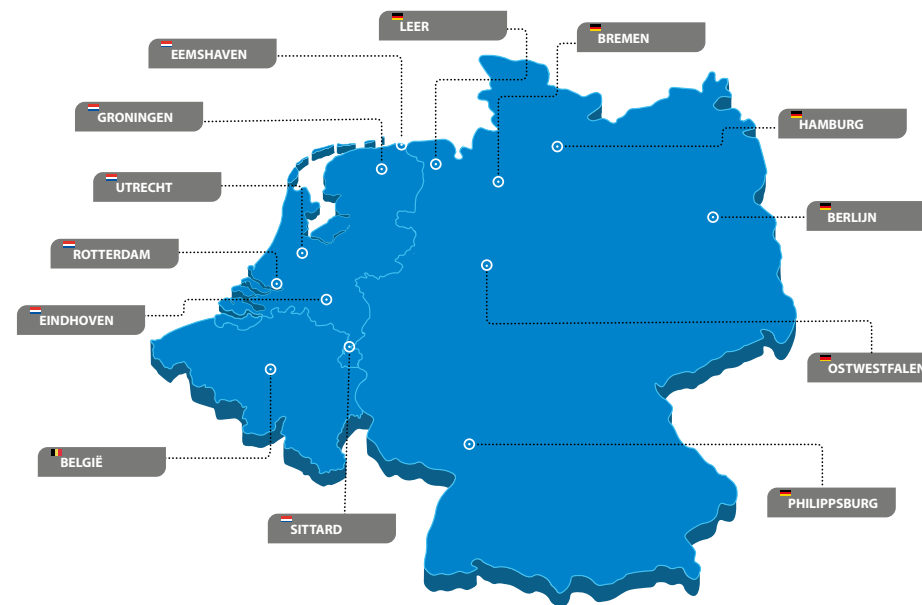 LEER
BREMEN
EEMSHAVEN
GRONINGEN
HAMBURG
UTRECHT
BERLIJN
ROTTERDAM
EINDHOVEN
OSTWESTFALEN
BELGIË
PHILIPPSBURG
SITTARD